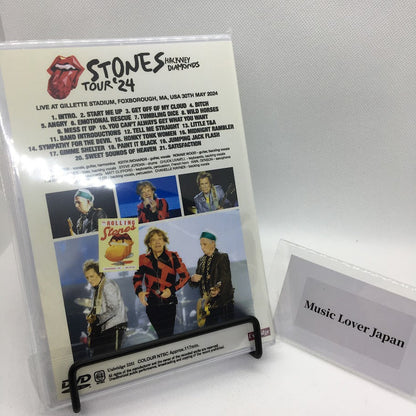 STONES
HACKNEY
DIAMONDS
TOUR '24
LIVE AT GILLETTE STADIUM, FOXBOROUGH, MA, USA 30TH MAY 2024
1. INTRO. 2. START ME UP 3. GET OFF OF MY CLOUD 4. BITCH
5. ANGRY 6. EMOTIONAL RESCUE 7. TUMBLING DICE 8. WILD HORSES
9. MESS IT UP 10. YOU CAN'T ALWAYS GET WHAT YOU WANT
11. BAND INTRODUCTIONS 12. TELL ME STRAIGHT 13. LITTLE T&A
14. SYMPATHY FOR THE DEVIL 15. HONKY TONK WOMEN 16. MIDNIGHT RAMBLER
17. GIMME SHELTER 18. PAINT IT BLACK 19. JUMPING JACK FLASH
20. SWEET SOUNDS OF HEAVEN 21. SATISFACTION
The
ROLLING
Stones
DVD
COLOUR NTSC Approx.117min.
Music Lover Japan